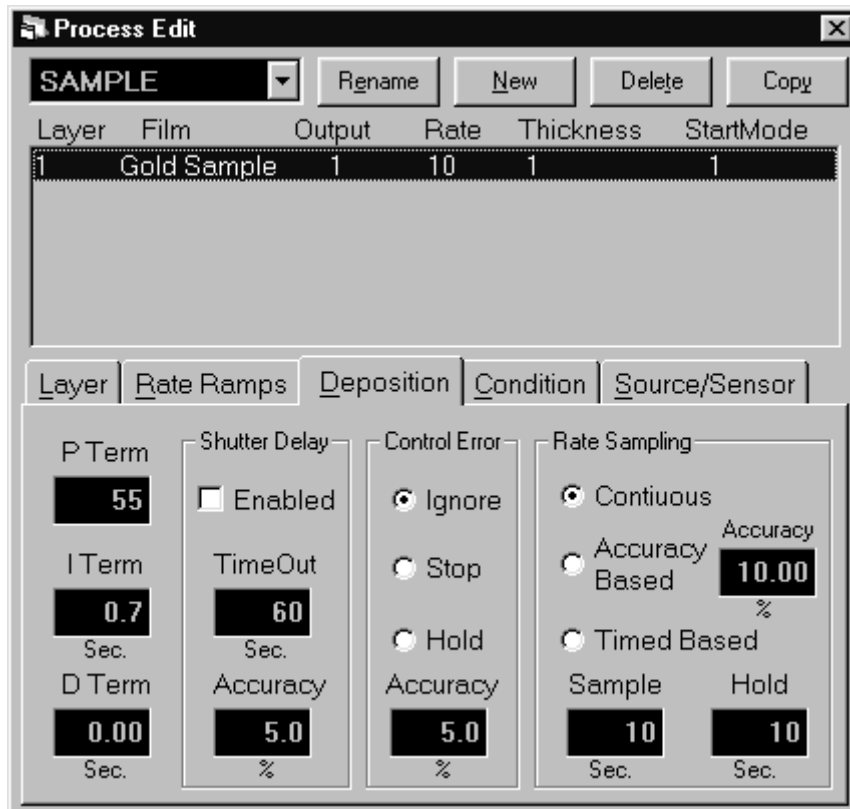 Process Edit
SAMPLE Rename New Delete Copy
Layer Film Output Rate Thickness StartMode
1 Gold Sample 1 10 1 1
Layer Rate Ramps Deposition Condition Source/Sensor
P Term
55
I Term
0.7
Sec.
D Term
0.00
Sec.
Shutter Delay
Enabled
TimeOut
60
Sec.
Accuracy
5.0
%
Control Error
Ignore
Stop
Hold
Accuracy
5.0
%
Rate Sampling
Contiuous
Accuracy
Based
Accuracy
10.00
%
Timed Based
Sample
10
Sec.
Hold
10
Sec.